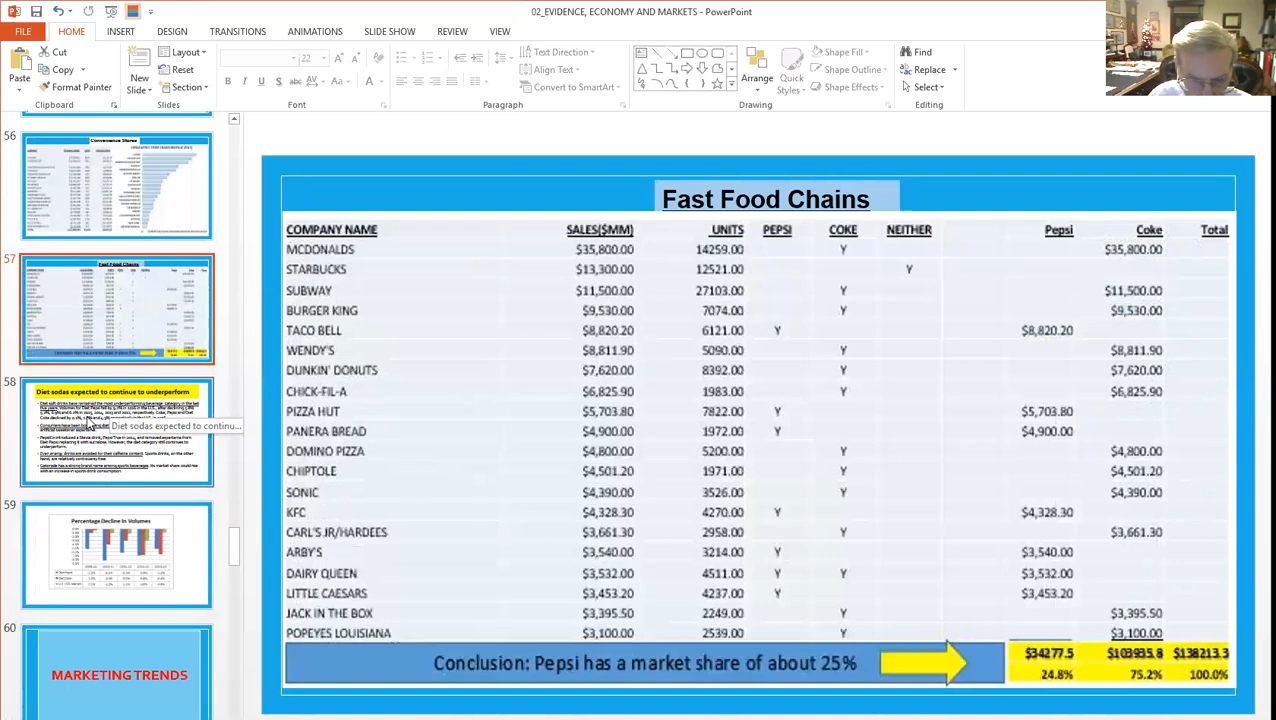 02_EVIDENCE, ECONOMY AND MARKETS - PowerPoint
FILE HOME INSERT DESIGN TRANSITIONS ANIMATIONS SLIDE SHOW REVIEW VIEW
Paste Cut Copy Format Painter Clipboard
New Slide Layout Reset Section Slides
22 B I U S abc AV Aa A Font
Text Direction Align Text Convert to SmartArt Paragraph
Arrange Quick Styles Shape Fill Shape Outline Shape Effects Drawing
Find Replace Select Editing
56
Convenience Stores
57
Fast Food Chains
58
Diet sodas expected to continue to underperform
Diet sodas expected to continu...
59
Percentage Decline In Volumes
60
MARKETING TRENDS
Fast Food Chains
COMPANY NAME SALES($MM) UNITS PEPSI COKE NEITHER Pepsi Coke Total
MCDONALDS $35,800.00 14259.00 $35,800.00
STARBUCKS $13,300.00
SUBWAY $11,500.00 27103.00 Y $11,500.00
BURGER KING $9,530.00 Y $9,530.00
TACO BELL $8,820.20 6121.00 Y $8,820.20
WENDY'S $8,811.90 Y $8,811.90
DUNKIN' DONUTS $7,620.00 8392.00 Y $7,620.00
CHICK-FIL-A $6,825.90 1983.00 Y $6,825.90
PIZZA HUT $5,703.80 7822.00 Y $5,703.80
PANERA BREAD $4,900.00 1972.00 Y $4,900.00
DOMINO PIZZA $4,800.00 5200.00 Y $4,800.00
CHIPTOLE $4,501.20 1971.00 Y $4,501.20
SONIC $4,390.00 3526.00 Y $4,390.00
KFC $4,328.30 4270.00 Y $4,328.30
CARL'S JR/HARDEES $3,661.30 2958.00 Y $3,661.30
ARBY'S $3,540.00 3214.00 Y $3,540.00
DAIRY QUEEN $3,532.00 4511.00 Y $3,532.00
LITTLE CAESARS $3,453.20 4237.00 Y $3,453.20
JACK IN THE BOX $3,395.50 2249.00 Y $3,395.50
POPEYES LOUISIANA $3,100.00 2539.00 Y $3,100.00
Conclusion: Pepsi has a market share of about 25%
$34277.5 $103935.8 $138213.3
24.8% 75.2% 100.0%